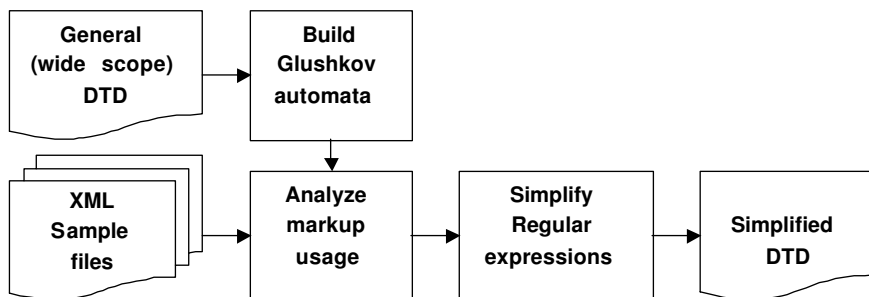 General
(wide scope)
DTD
Build
Glushkov
automata
XML
Sample
files
Analyze
markup
usage
Simplify
Regular
expressions
Simplified
DTD